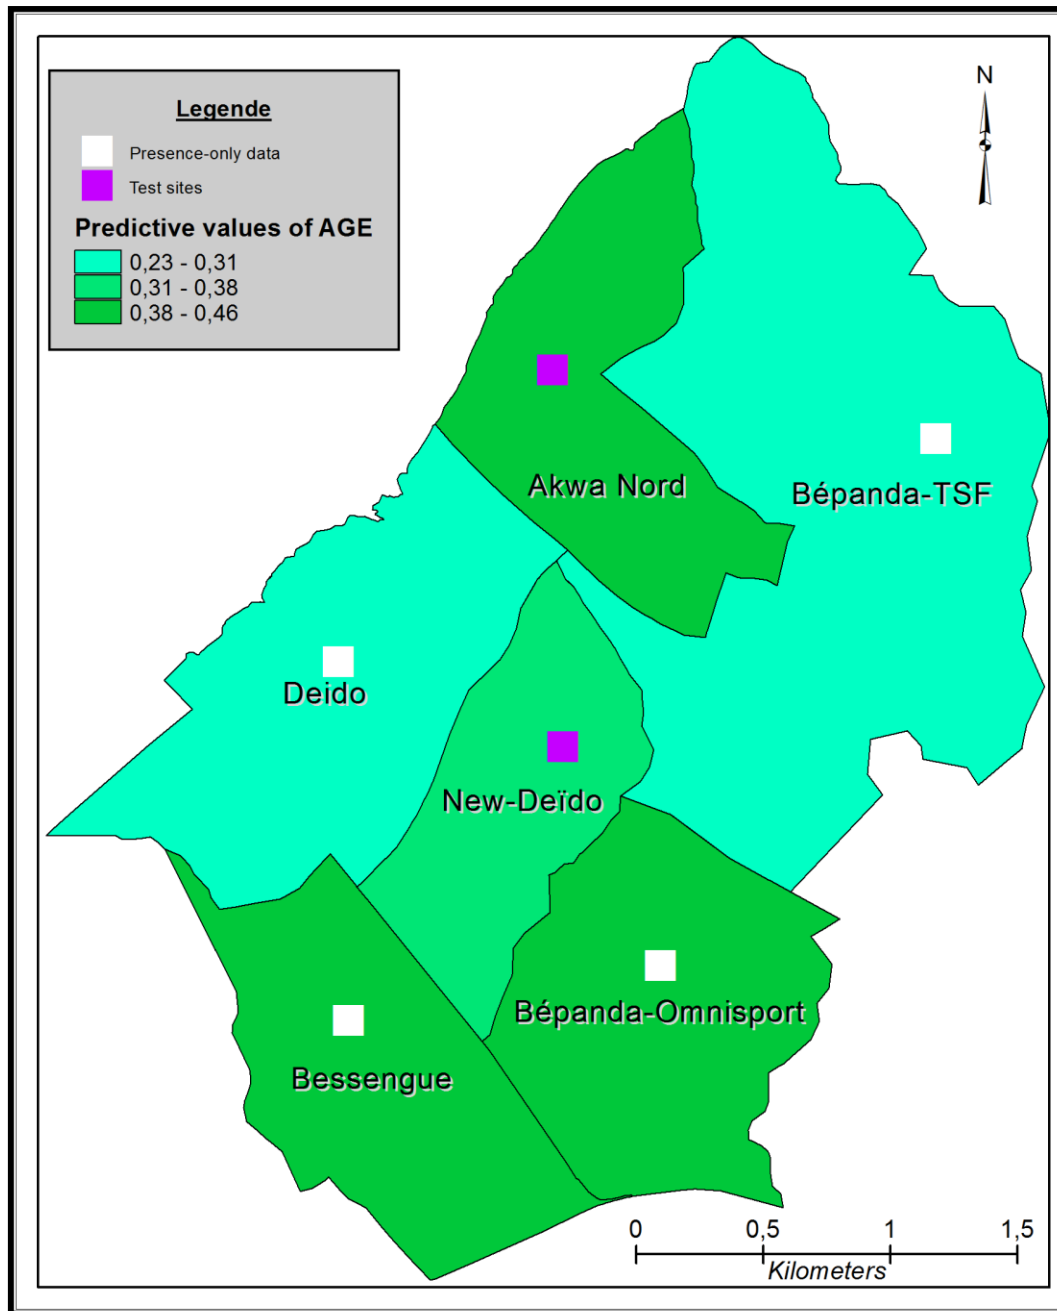 N
Legende
Presence-only data
Test sites
Predictive values of AGE
0,23 - 0,31
0,31 - 0,38
0,38 - 0,46
Akwa Nord
Bépanda-TSF
Deido
New-Deïdo
Bépanda-Omnisport
Bessengue
0 0,5 1 1,5
Kilometers